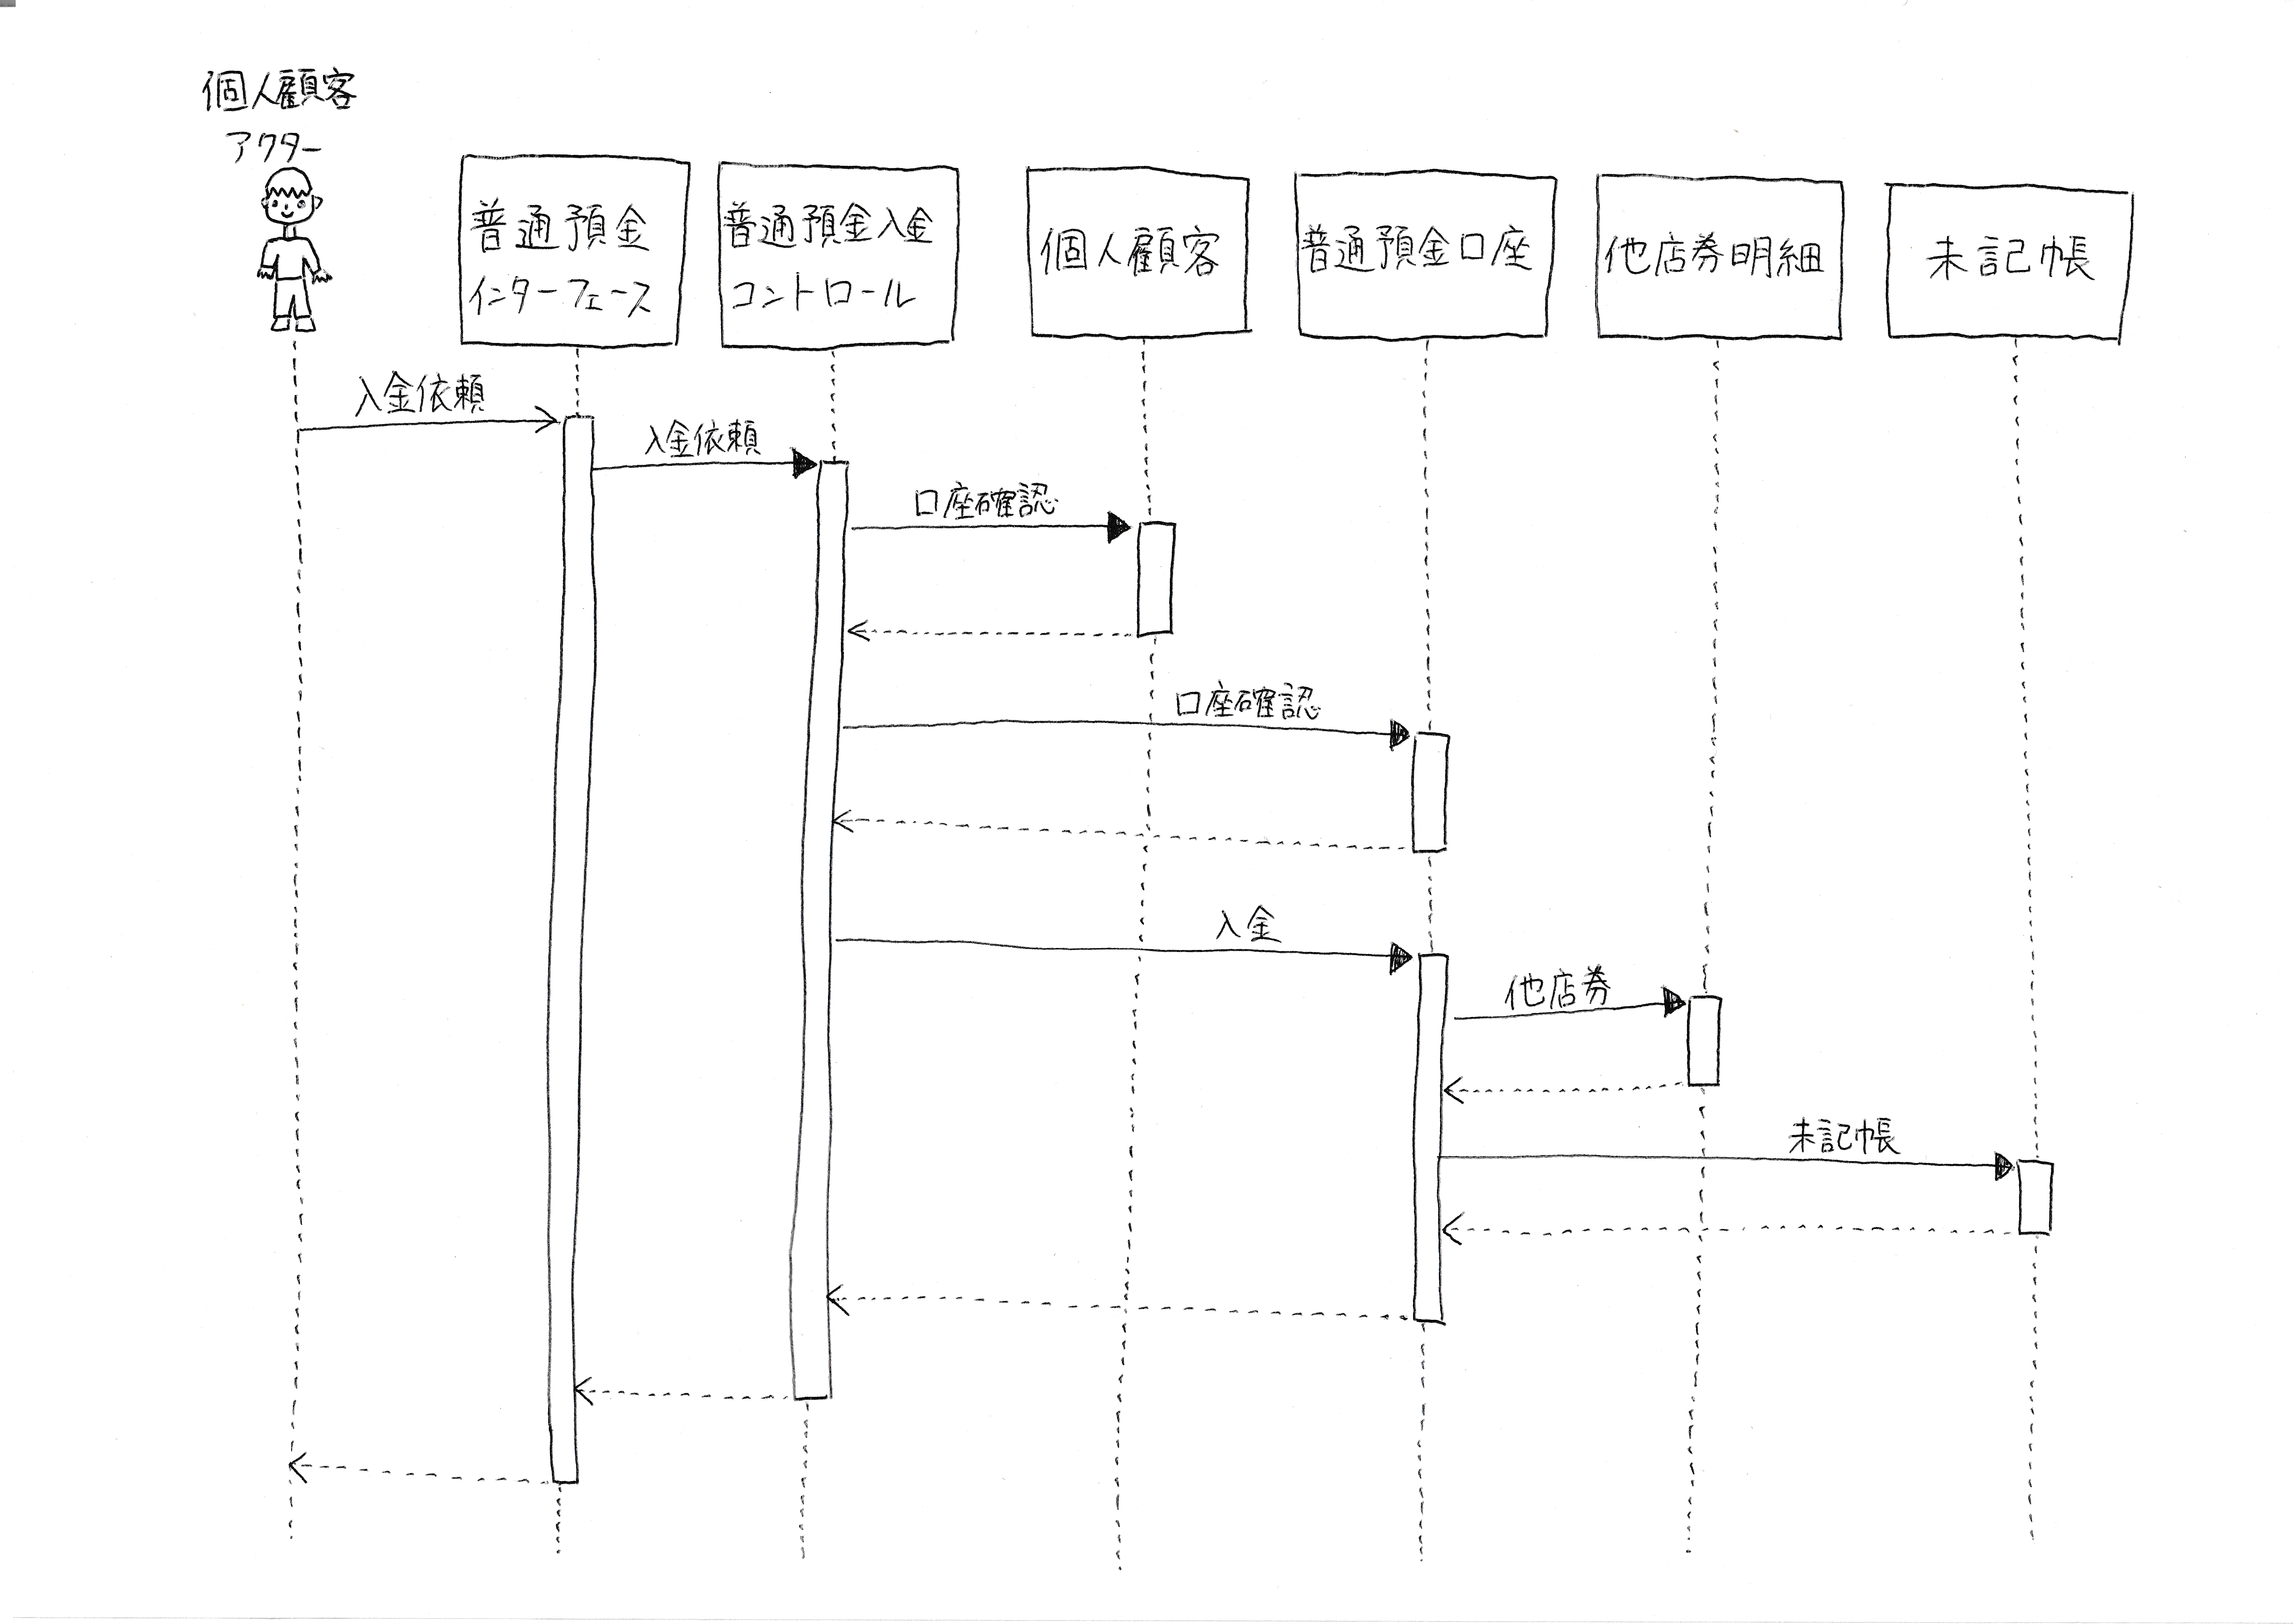 個人顧客
アクター
普通預金
インターフェース
普通預金入金
コントロール
個人顧客
普通預金口座
他店券明細
未記帳
入金依頼
入金依頼
口座確認
口座確認
入金
他店券
未記帳